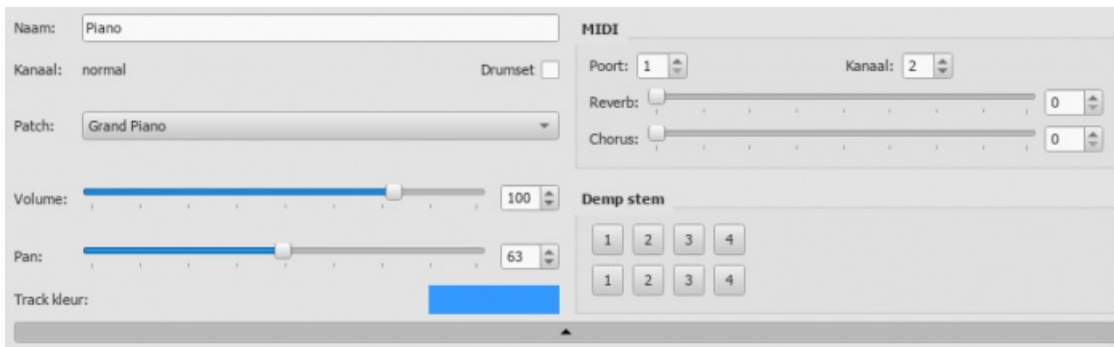 Naam: Piano
Kanaal: normal Drumset
Patch: Grand Piano
Volume: 100
Pan: 63
Track kleur:
MIDI
Poort: 1 Kanaal: 2
Reverb: 0
Chorus: 0
Demp stem
1 2 3 4
1 2 3 4